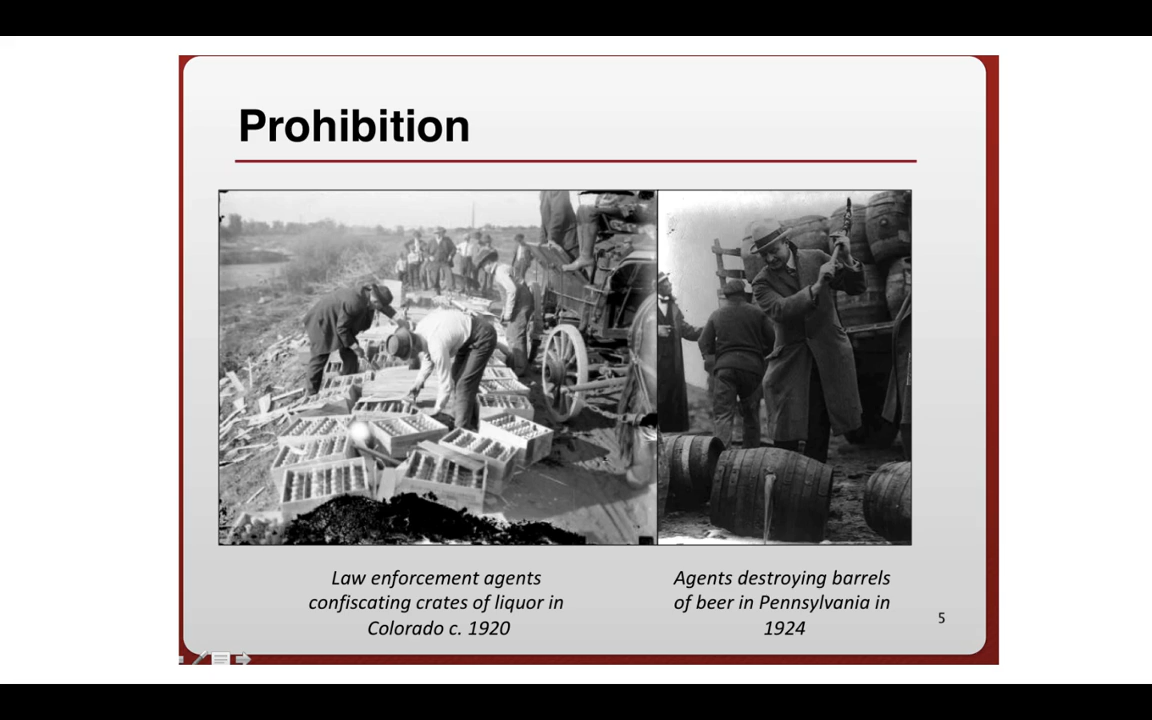 Prohibition
Law enforcement agents
confiscating crates of liquor in
Colorado c. 1920
Agents destroying barrels
of beer in Pennsylvania in
1924
5